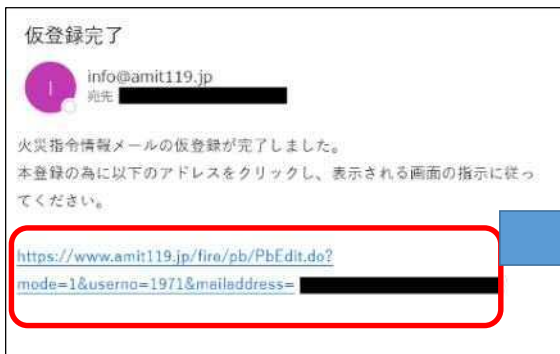 仮登録完了
I
info@amit119.jp
宛先
火災指令情報メールの仮登録が完了しました。
本登録の為に以下のアドレスをクリックし、表示される画面の指示に従っ
てください。
https://www.amit119.jp/fire/pb/PbEdit.do?
mode=1&userno=1971&mailaddress=